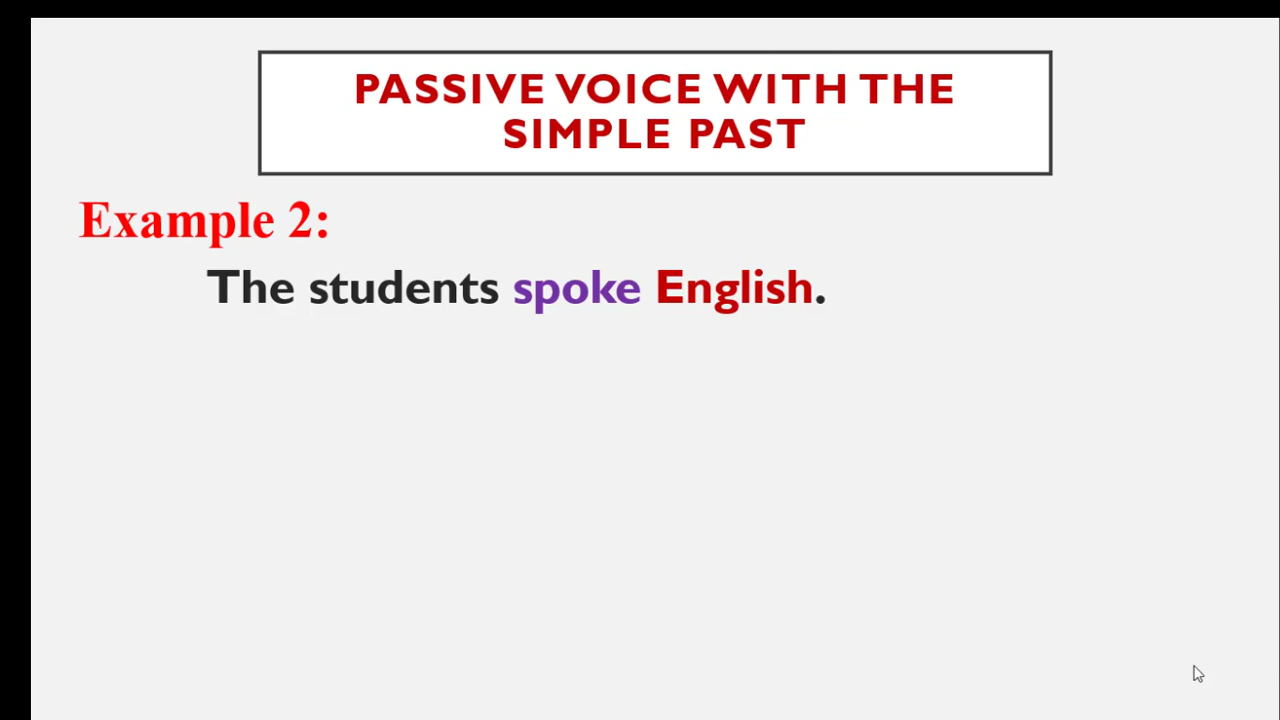 PASSIVE VOICE WITH THE
SIMPLE PAST
Example 2:
The students spoke English.